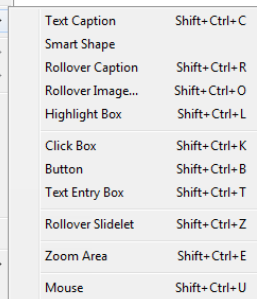 Text Caption Shift+Ctrl+C
Smart Shape
Rollover Caption Shift+Ctrl+R
Rollover Image... Shift+Ctrl+O
Highlight Box Shift+Ctrl+L
Click Box Shift+Ctrl+K
Button Shift+Ctrl+B
Text Entry Box Shift+Ctrl+T
Rollover Slidelet Shift+Ctrl+Z
Zoom Area Shift+Ctrl+E
Mouse Shift+Ctrl+U